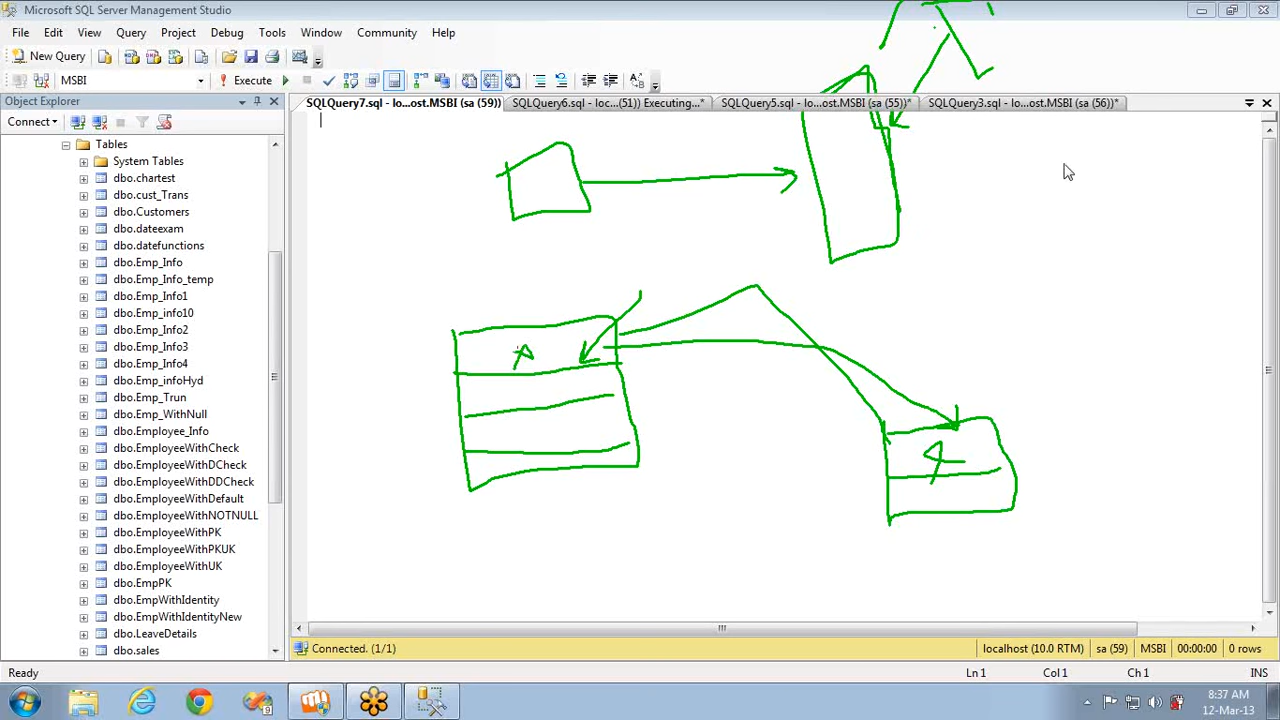 Microsoft SQL Server Management Studio
File Edit View Query Project Debug Tools Window Community Help
New Query
MSBI Execute
Object Explorer
SQLQuery7.sql - lo...ost.MSBI (sa (59)) SQLQuery6.sql - loc...(51)) Executing...* SQLQuery5.sql - lo...ost.MSBI (sa (55))* SQLQuery3.sql - lo...ost.MSBI (sa (56))*
Connect
Tables
System Tables
dbo.chartest
dbo.cust_Trans
dbo.Customers
dbo.dateexam
dbo.datefunctions
dbo.Emp_Info
dbo.Emp_Info_temp
dbo.Emp_Info1
dbo.Emp_info10
dbo.Emp_Info2
dbo.Emp_Info3
dbo.Emp_Info4
dbo.Emp_infoHyd
dbo.Emp_Trun
dbo.Emp_WithNull
dbo.Employee_Info
dbo.EmployeeWithCheck
dbo.EmployeeWithDCheck
dbo.EmployeeWithDDCheck
dbo.EmployeeWithDefault
dbo.EmployeeWithNOTNULL
dbo.EmployeeWithPK
dbo.EmployeeWithPKUK
dbo.EmployeeWithUK
dbo.EmpPK
dbo.EmpWithIdentity
dbo.EmpWithIdentityNew
dbo.LeaveDetails
dbo.sales
Connected. (1/1) localhost (10.0 RTM) sa (59) MSBI 00:00:00 0 rows
Ready Ln 1 Col 1 Ch 1 INS
8:37 AM
12-Mar-13